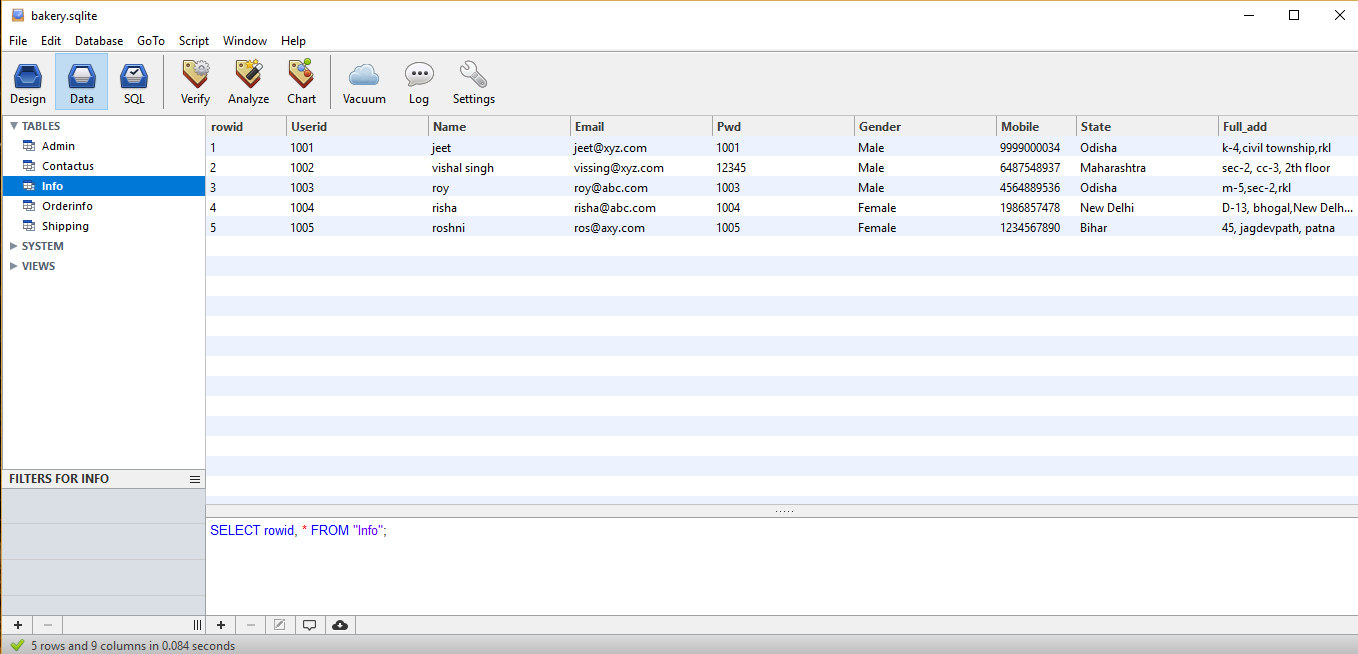 bakery.sqlite
File Edit Database GoTo Script Window Help
Design Data SQL Verify Analyze Chart Vacuum Log Settings
TABLES
Admin
Contactus
Info
Orderinfo
Shipping
SYSTEM
VIEWS
rowid Userid Name Email Pwd Gender Mobile State Full_add
1 1001 jeet jeet@xyz.com 1001 Male 9999000034 Odisha k-4,civil township,rkl
2 1002 vishal singh vissing@xyz.com 12345 Male 6487548937 Maharashtra sec-2, cc-3, 2th floor
3 1003 roy roy@abc.com 1003 Male 4564889536 Odisha m-5,sec-2,rkl
4 1004 risha risha@abc.com 1004 Female 1986857478 New Delhi D-13, bhogal,New Delh...
5 1005 roshni ros@axy.com 1005 Female 1234567890 Bihar 45, jagdevpath, patna
FILTERS FOR INFO
SELECT rowid, * FROM "Info";
5 rows and 9 columns in 0.084 seconds